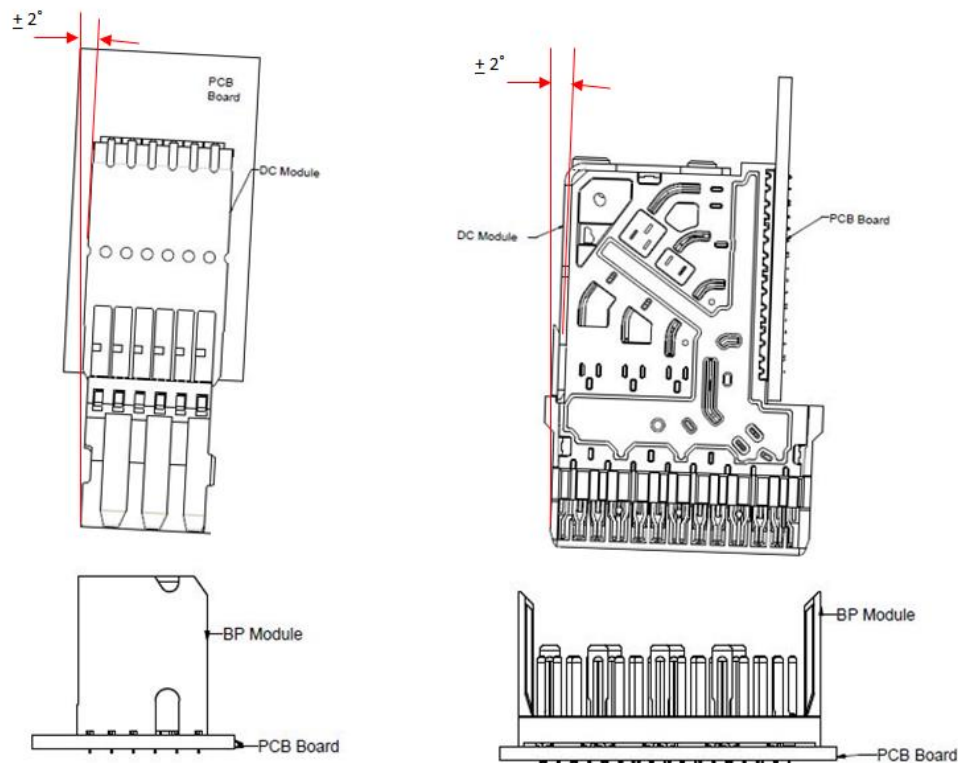 ± 2°
PCB
Board
DC Module
BP Module
PCB Board
± 2°
DC Module
PCB Board
BP Module
PCB Board